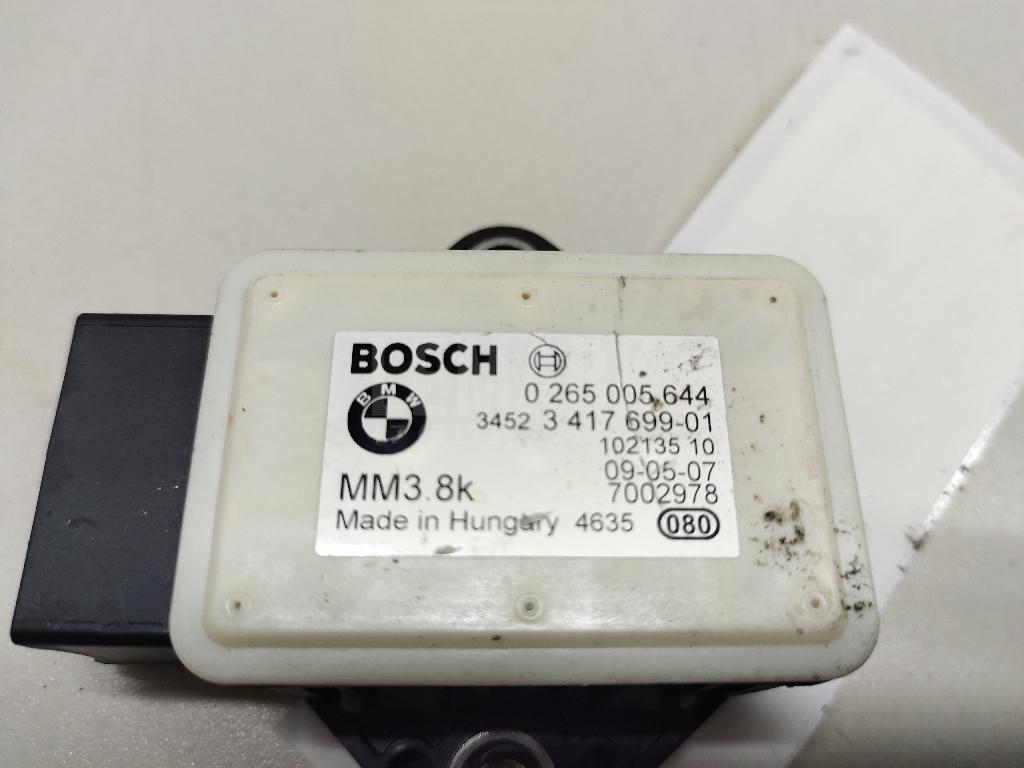 BOSCH
0 265 005 644
BMW
3452 3 417 699-01
102135 10
09-05-07
MM3.8k 7002978
Made in Hungary 4635 080